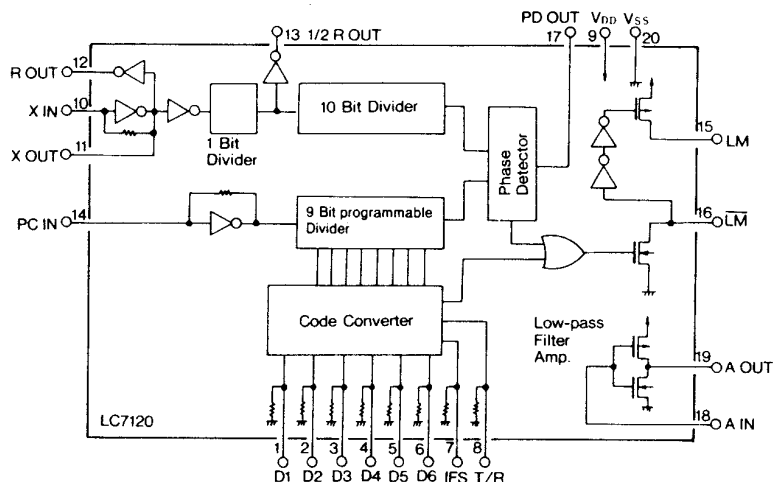 PD OUT VDD VSS
13 1/2 R OUT 17 9 20
R OUT 12
X IN 10
X OUT 11
1 Bit
Divider
10 Bit Divider
Phase
Detector
15
LM
PC IN 14
9 Bit programmable
Divider
16
LM
Code Converter
Low-pass
Filter
Amp.
19
A OUT
18
A IN
LC7120
1 2 3 4 5 6 7 8
D1 D2 D3 D4 D5 D6 IFS T/R